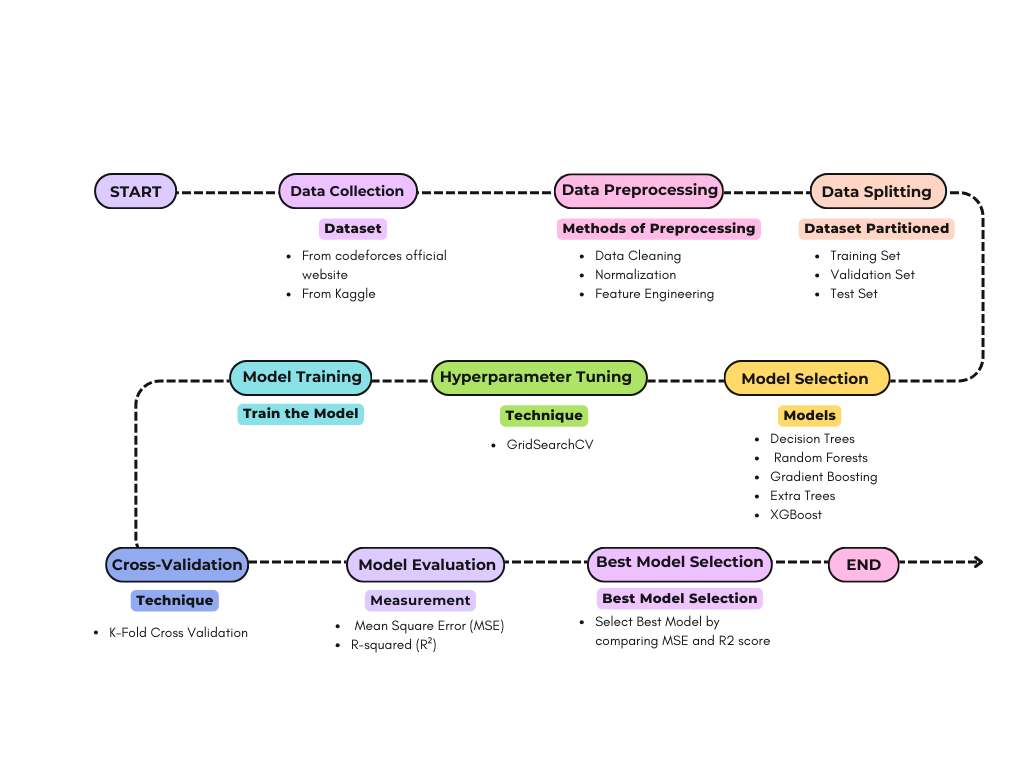 START
Data Collection
Data Preprocessing
Data Splitting
Dataset
• From codeforces official
website
• From Kaggle
Methods of Preprocessing
• Data Cleaning
• Normalization
• Feature Engineering
Dataset Partitioned
• Training Set
• Validation Set
• Test Set
Model Selection
Models
• Decision Trees
• Random Forests
• Gradient Boosting
• Extra Trees
• XGBoost
Hyperparameter Tuning
Technique
• GridSearchCV
Model Training
Train the Model
Cross-Validation
Technique
• K-Fold Cross Validation
Model Evaluation
Measurement
• Mean Square Error (MSE)
• R-squared (R²)
Best Model Selection
Best Model Selection
• Select Best Model by
comparing MSE and R2 score
END